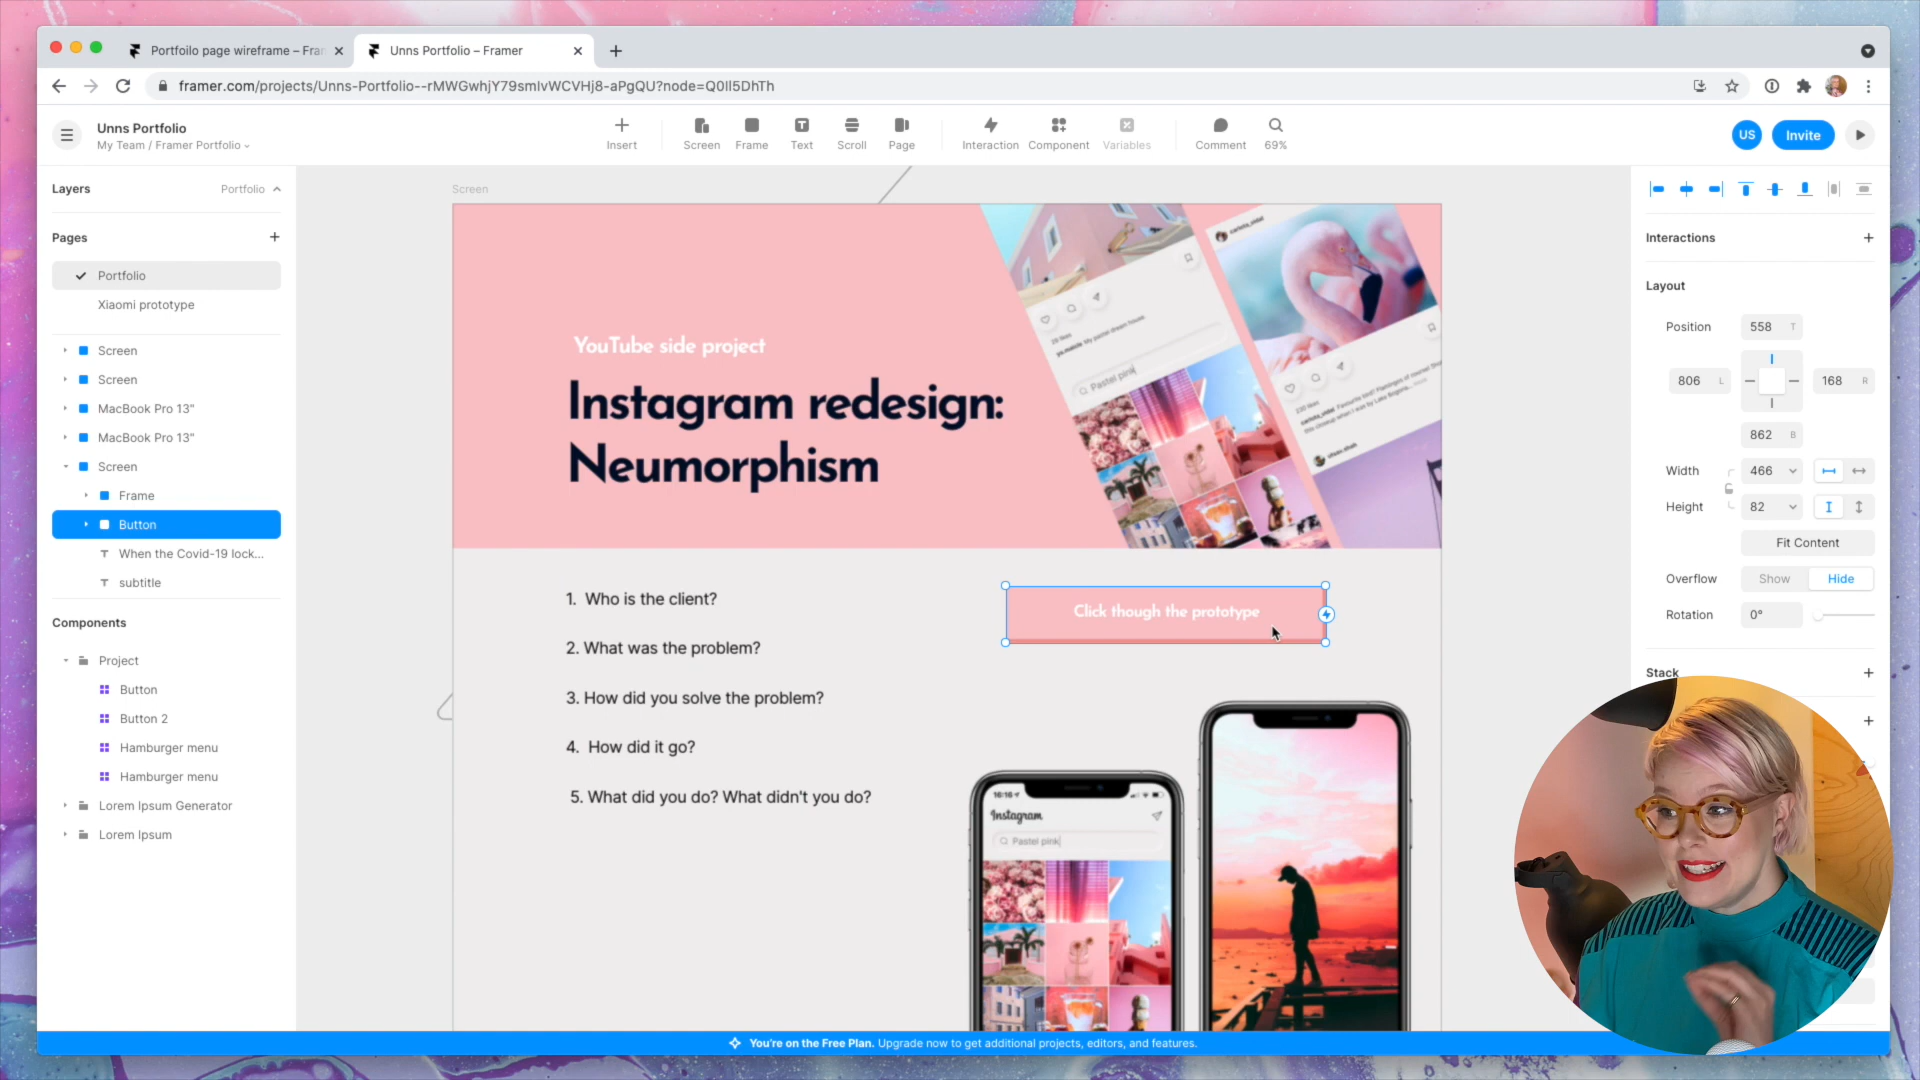 Portfoilo page wireframe – Fra
Unns Portfolio – Framer
framer.com/projects/Unns-Portfolio--rMWGwhjY79smIvWCVHj8-aPgQU?node=Q0Il5DhTh
Unns Portfolio
My Team / Framer Portfolio
Insert
Screen
Frame
Text
Scroll
Page
Interaction
Component
Variables
Comment
69%
US
Invite
Layers
Portfolio
Pages
Portfolio
Xiaomi prototype
Screen
Screen
MacBook Pro 13"
MacBook Pro 13"
Screen
Frame
Button
When the Covid-19 lock...
subtitle
Components
Project
Button
Button 2
Hamburger menu
Hamburger menu
Lorem Ipsum Generator
Lorem Ipsum
Screen
YouTube side project
Instagram redesign:
Neumorphism
Pastel pink
1. Who is the client?
2. What was the problem?
3. How did you solve the problem?
4. How did it go?
5. What did you do? What didn't you do?
Click though the prototype
16:16
Instagram
Pastel pink
Interactions
Layout
Position
558 T
806 L
168 R
862 B
Width
466
Height
82
Fit Content
Overflow
Show
Hide
Rotation
0°
Stack
You're on the Free Plan. Upgrade now to get additional projects, editors, and features.